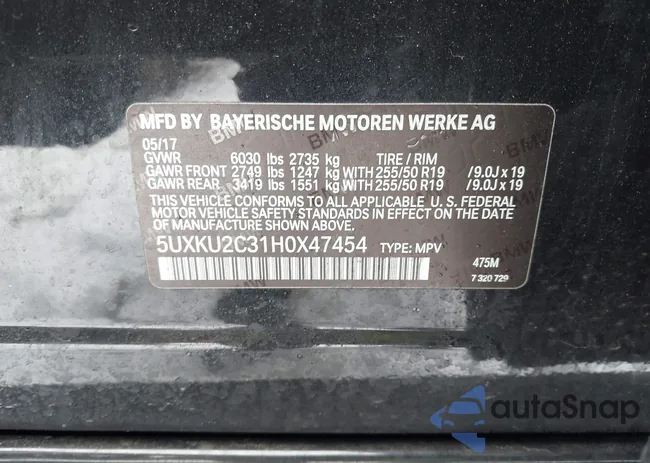 MFD BY BAYERISCHE MOTOREN WERKE AG
05/17
GVWR 6030 lbs 2735 kg TIRE / RIM
GAWR FRONT 2749 lbs 1247 kg WITH 255/50 R19 /9.0J x 19
GAWR REAR 3419 lbs 1551 kg WITH 255/50 R19 /9.0J x 19
THIS VEHICLE CONFORMS TO ALL APPLICABLE U. S. FEDERAL
MOTOR VEHICLE SAFETY STANDARDS IN EFFECT ON THE DATE OF
MANUFACTURE SHOWN ABOVE.
5UXKU2C31H0X47454 TYPE: MPV
475M
7 320 729
autoSnap